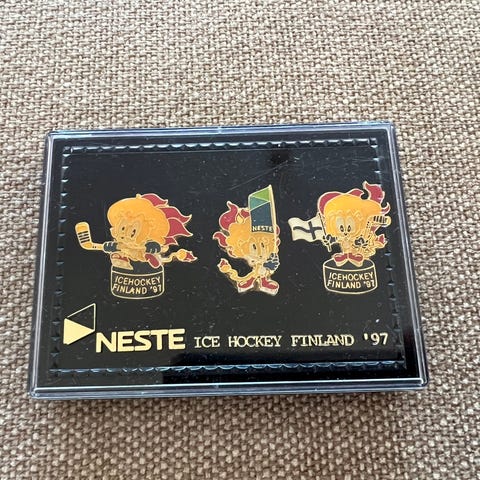 ICEHOCKEY
FINLAND '97
NESTE
ICEHOCKEY
FINLAND '97
NESTE ICE HOCKEY FINLAND '97